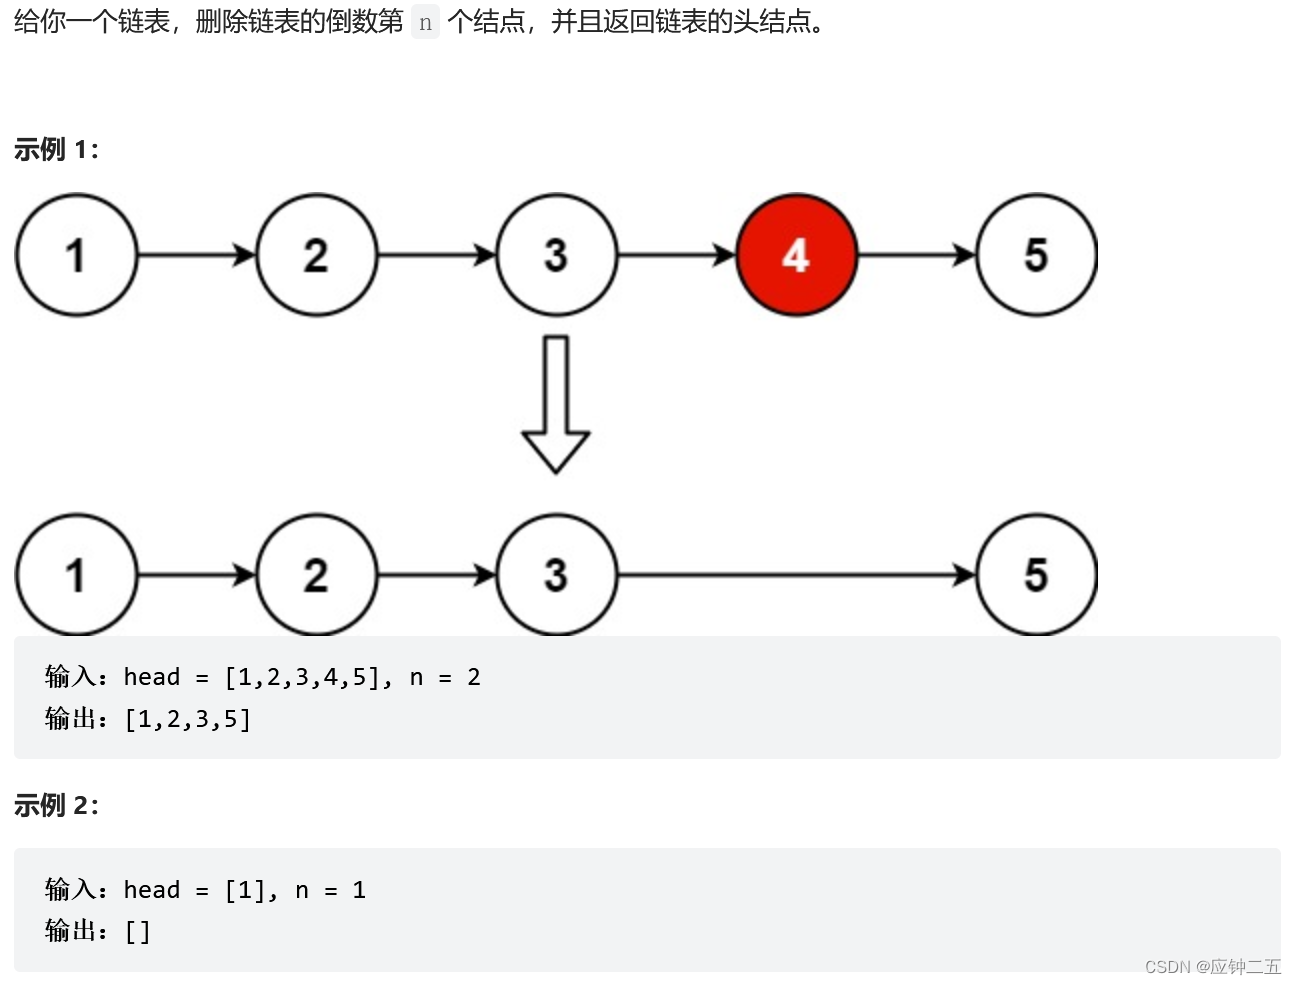 给你一个链表，删除链表的倒数第 n 个结点，并且返回链表的头结点。
示例 1：
1 2 3 4 5
1 2 3 5
输入：head = [1,2,3,4,5], n = 2
输出：[1,2,3,5]
示例 2：
输入：head = [1], n = 1
输出：[]
CSDN @应钟二五